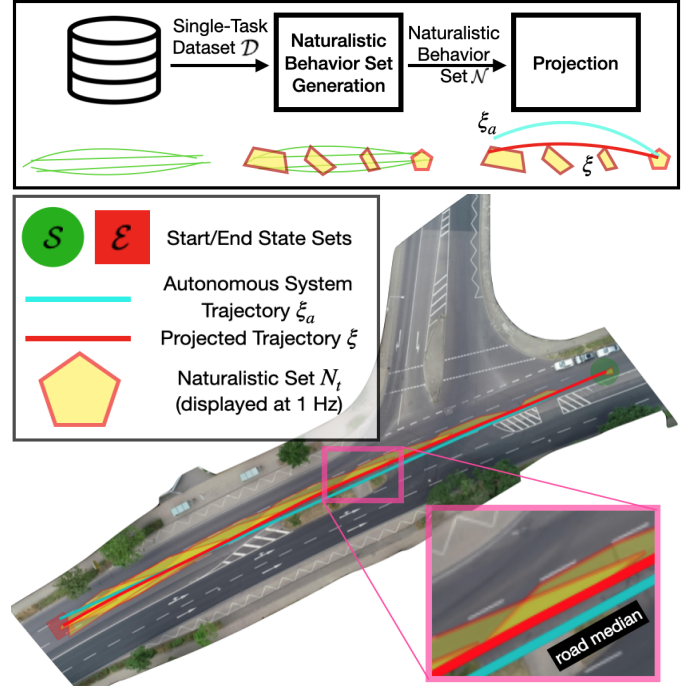 Single-Task
Dataset 𝒟
Naturalistic
Behavior Set
Generation
Naturalistic
Behavior
Set 𝒩
Projection
ξₐ
ξ
𝒮 ℰ Start/End State Sets
Autonomous System
Trajectory ξₐ
Projected Trajectory ξ
Naturalistic Set Nₜ
(displayed at 1 Hz)
road median